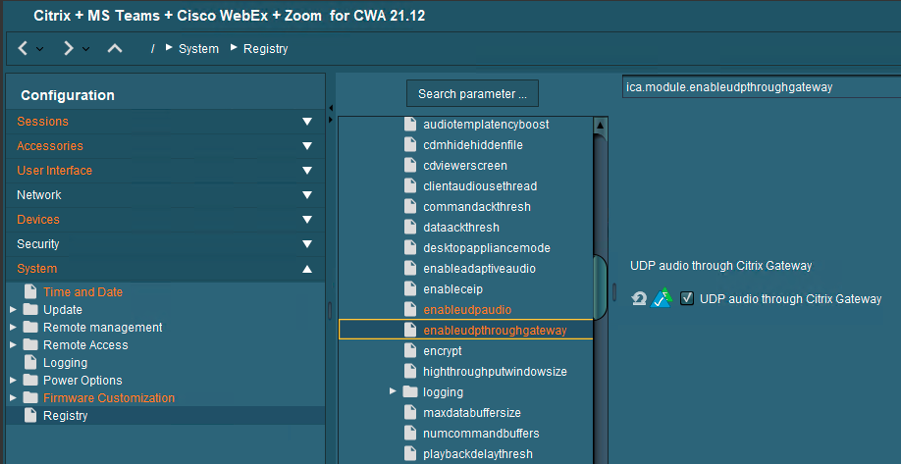 Citrix + MS Teams + Cisco WebEx + Zoom for CWA 21.12
/ System Registry
Configuration
Sessions
Accessories
User Interface
Network
Devices
Security
System
Time and Date
Update
Remote management
Remote Access
Logging
Power Options
Firmware Customization
Registry
Search parameter ...
audiotemplatencyboost
cdmhidehiddenfile
cdviewerscreen
clientaudiousethread
commandackthresh
dataackthresh
desktopappliancemode
enableadaptiveaudio
enableceip
enableudpaudio
enableudpthroughgateway
encrypt
highthroughputwindowsize
logging
maxdatabuffersize
numcommandbuffers
playbackdelaythresh
ica.module.enableudpthroughgateway
UDP audio through Citrix Gateway
UDP audio through Citrix Gateway